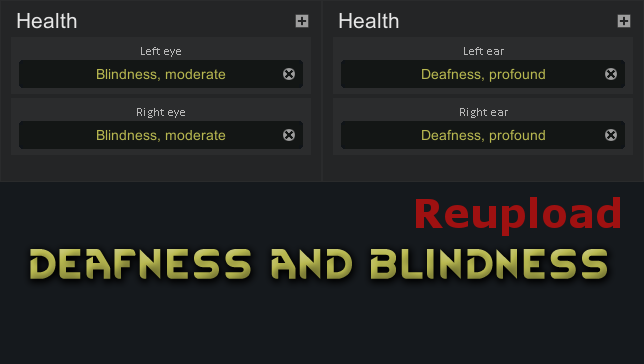 Health
Left eye
Blindness, moderate
Right eye
Blindness, moderate
Health
Left ear
Deafness, profound
Right ear
Deafness, profound
Reupload
DEAFNESS AND BLINDNESS